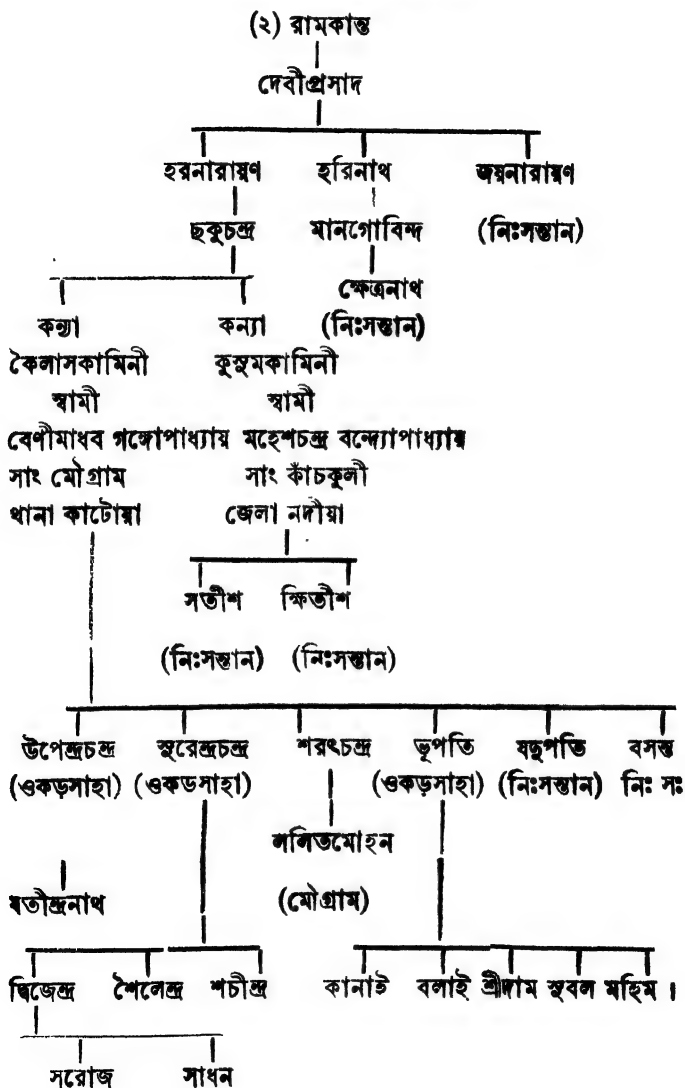 (২) রামকান্ত
দেবীপ্রসাদ
হরনারায়ণ হরিনাথ জয়নারায়ণ
ছকুচন্দ্র মানগোবিন্দ (নিঃসন্তান)
ক্ষেত্রনাথ
কন্যা কন্যা (নিঃসন্তান)
কৈলাসকামিনী কুসুমকামিনী
স্বামী স্বামী
বেণীমাধব গঙ্গোপাধ্যায় মহেশচন্দ্র বন্দ্যোপাধ্যায়
সাং মৌগ্রাম সাং কাঁচকুলী
থানা কাটোয়া জেলা নদীয়া
সতীশ ক্ষিতীশ
(নিঃসন্তান) (নিঃসন্তান)
উপেন্দ্রচন্দ্র সুরেন্দ্রচন্দ্র শরৎচন্দ্র ভূপতি যদুপতি বসন্ত
(ওকড়সাহা) (ওকডসাহা) (ওকড়সাহা) (নিঃসন্তান) নিঃ সঃ
ললিতমোহন
যতীন্দ্রনাথ (মৌগ্রাম)
দ্বিজেন্দ্র শৈলেন্দ্র শচীন্দ্র কানাই বলাই শ্রীদাম সুবল মহিম ।
সরোজ সাধন